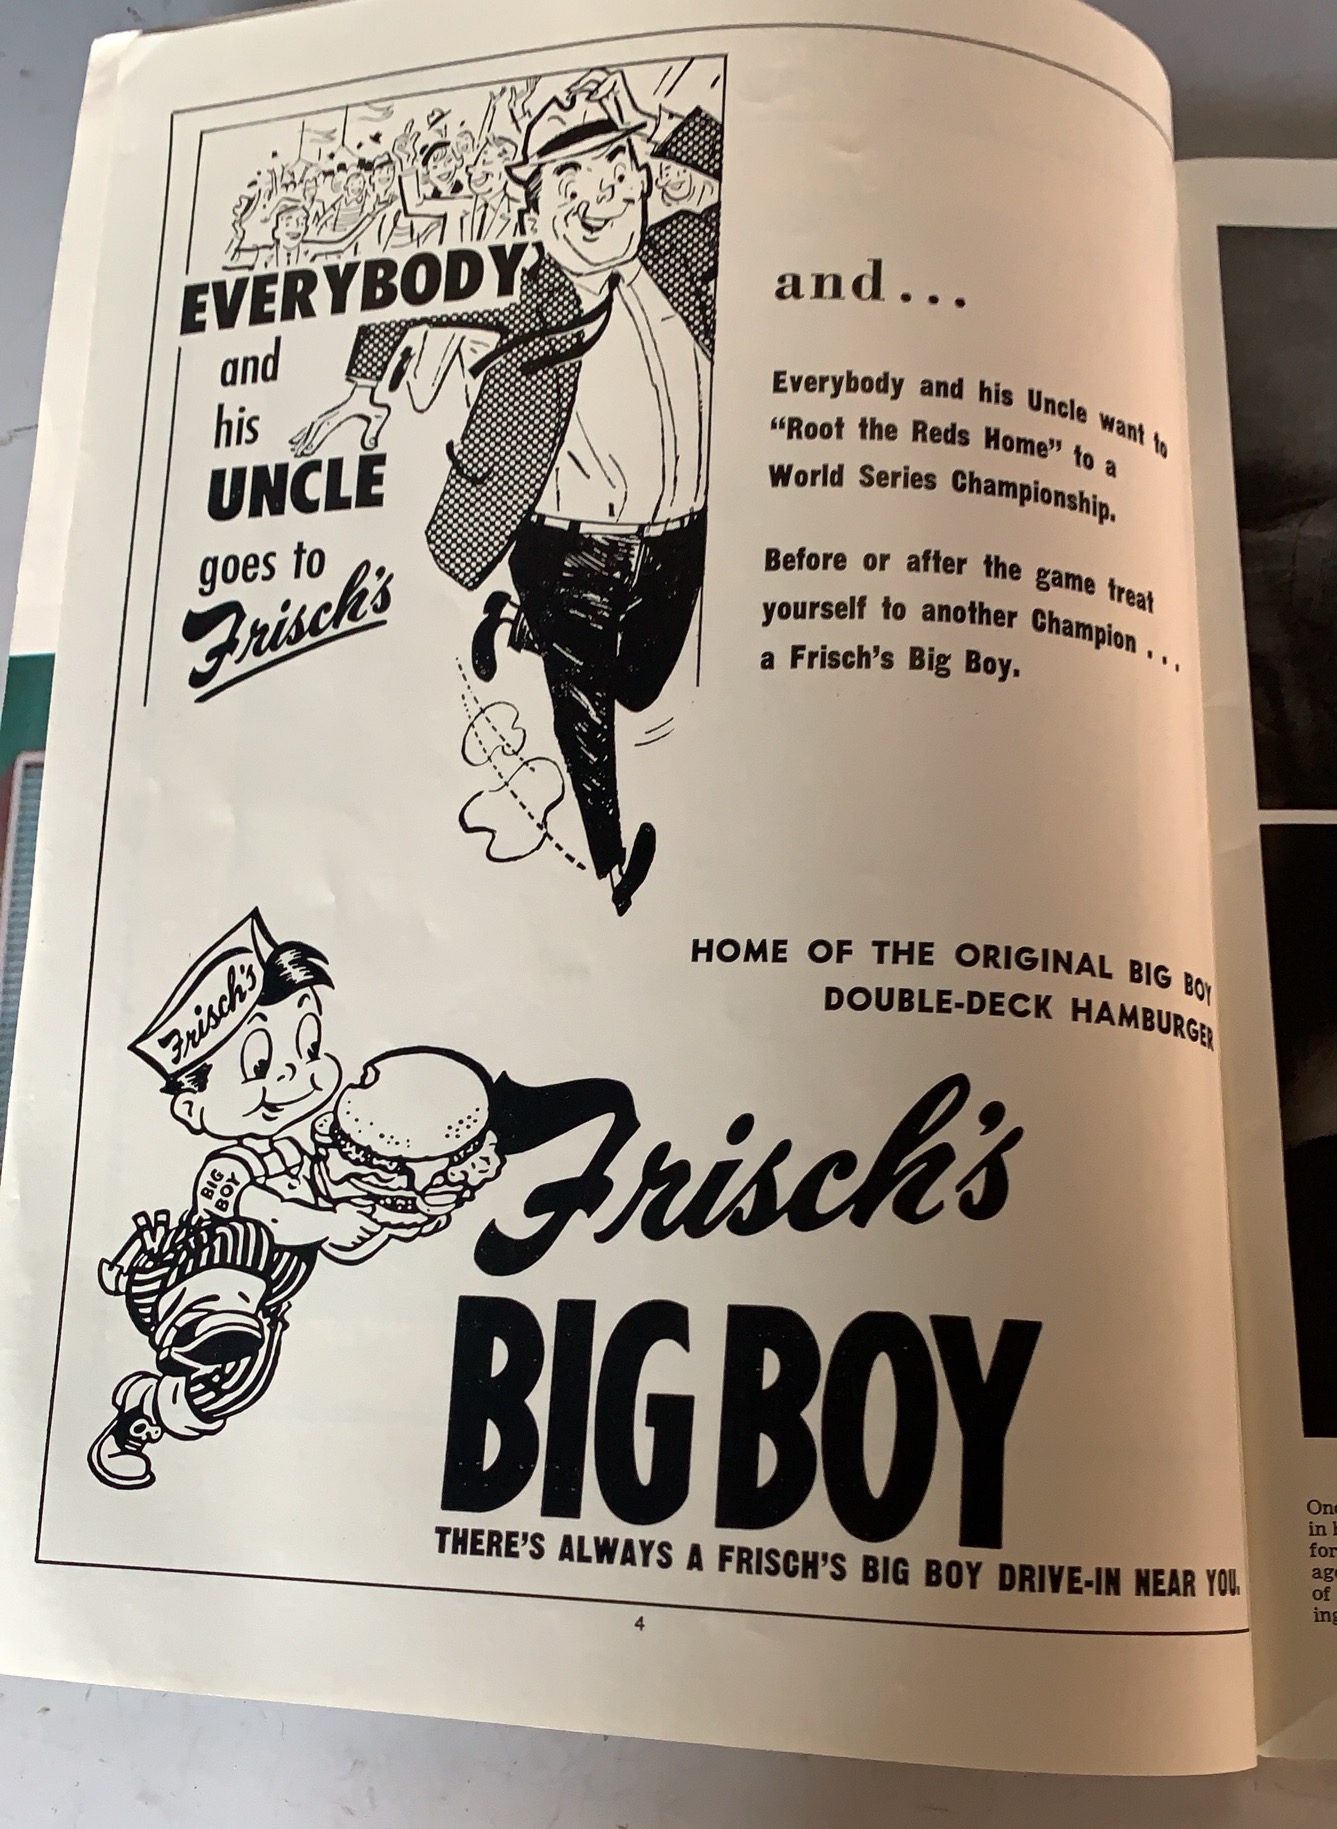 EVERYBODY
and
his
UNCLE
goes to
Frisch's
and...
Everybody and his Uncle want to
“Root the Reds Home” to a
World Series Championship.
Before or after the game treat
yourself to another Champion . . .
a Frisch's Big Boy.
HOME OF THE ORIGINAL BIG BOY
DOUBLE-DECK HAMBURGER
Frisch's
BIG
BOY
Frisch's
BIG BOY
THERE'S ALWAYS A FRISCH'S BIG BOY DRIVE-IN NEAR YOU.
4
in
for
of